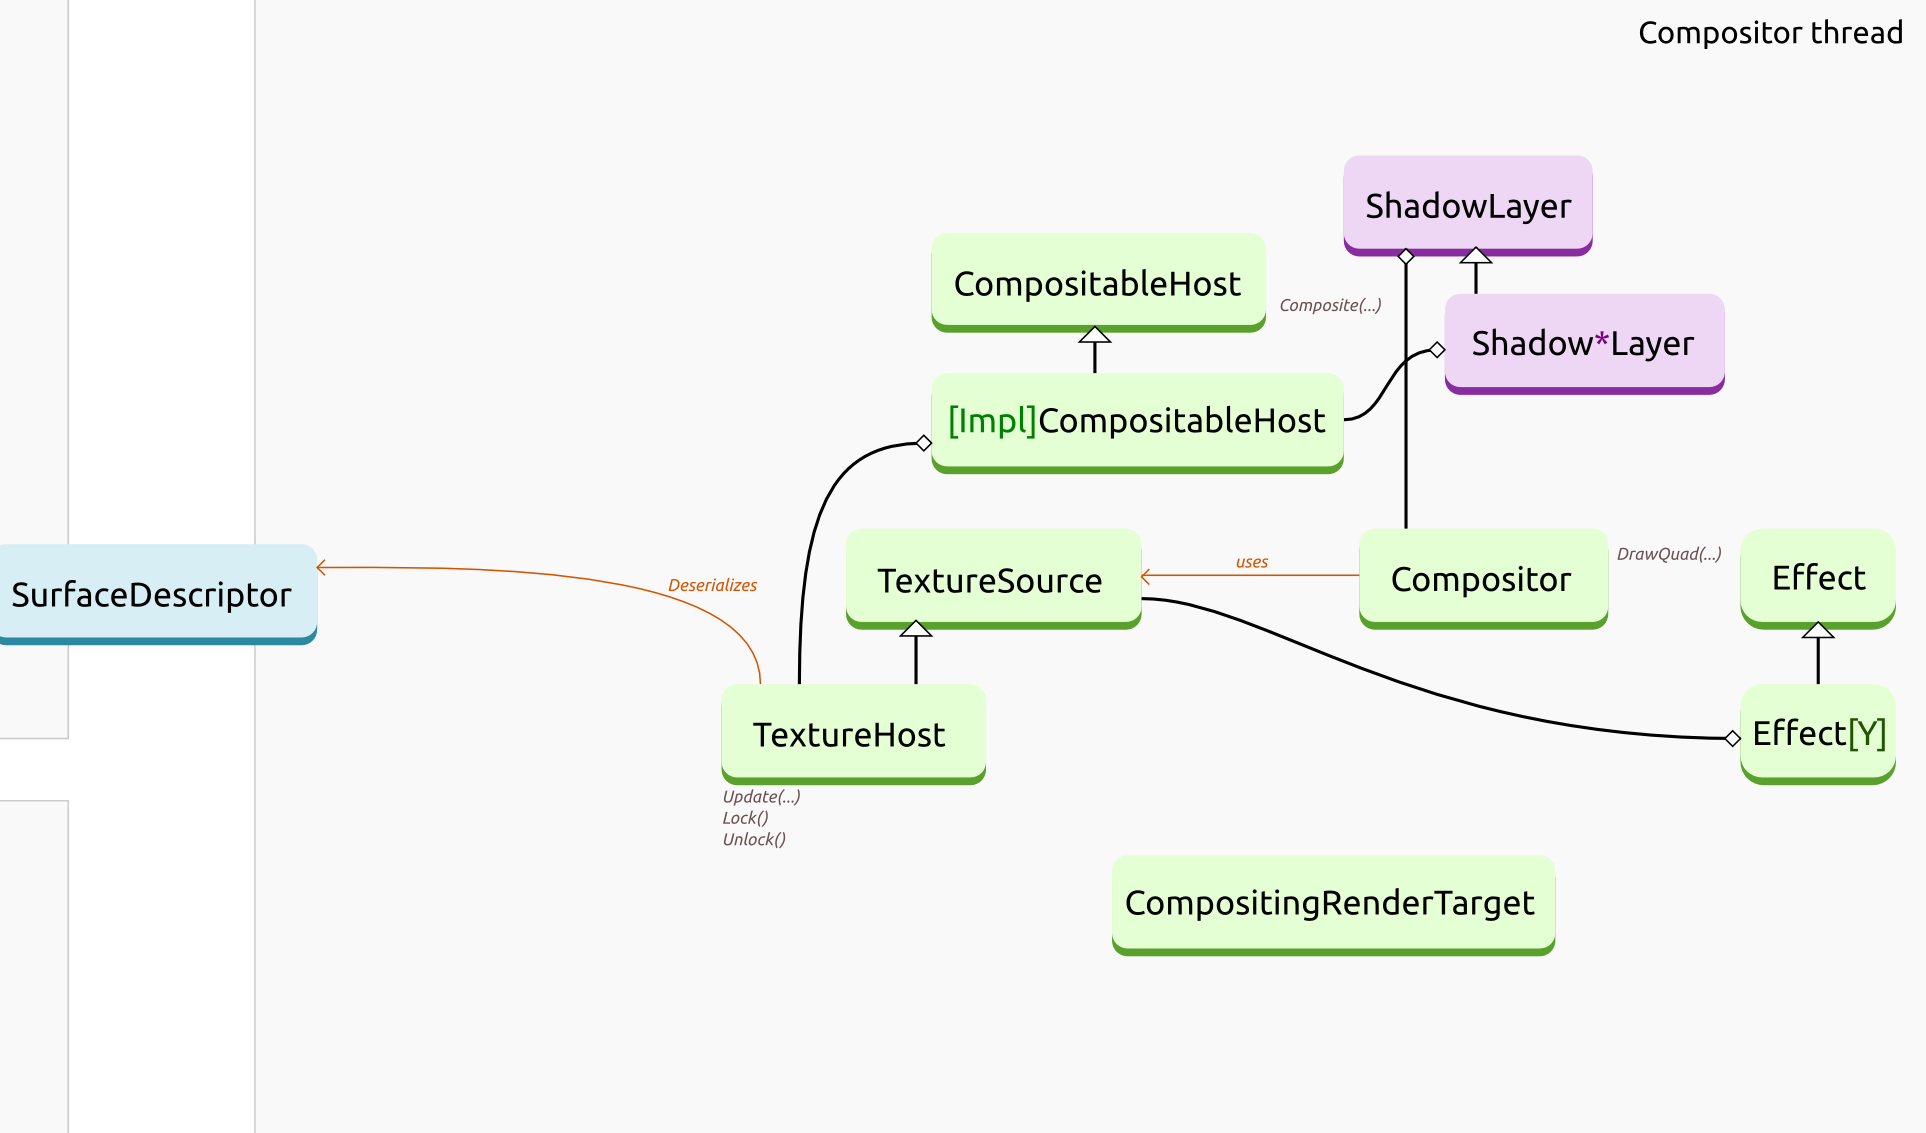 Compositor thread
ShadowLayer
CompositableHost
Composite(...)
Shadow*Layer
[Impl]CompositableHost
SurfaceDescriptor
Deserializes
TextureSource
uses
Compositor
DrawQuad(...)
Effect
TextureHost
Effect[Y]
Update(...)
Lock()
Unlock()
CompositingRenderTarget